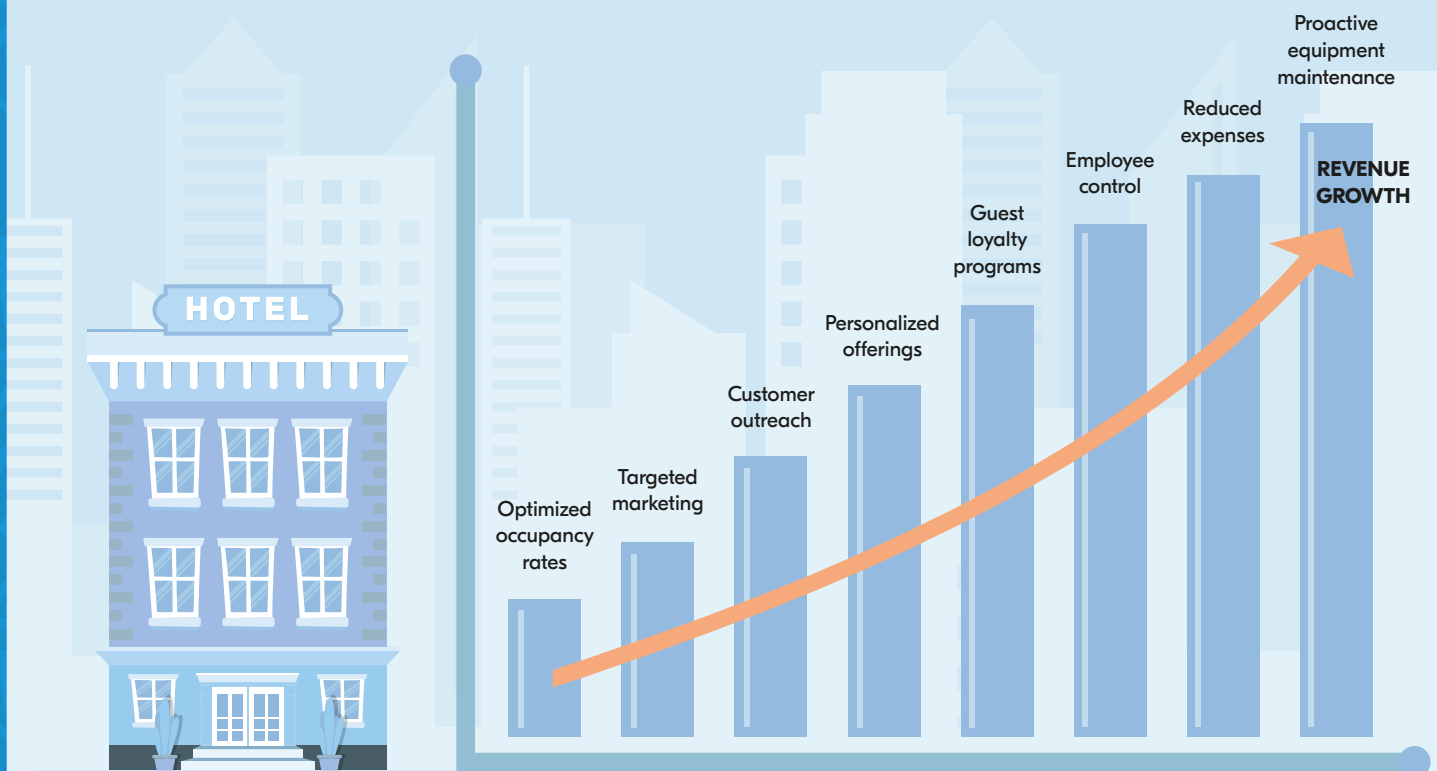 HOTEL
Optimized
occupancy
rates
Targeted
marketing
Customer
outreach
Personalized
offerings
Guest
loyalty
programs
Employee
control
Reduced
expenses
Proactive
equipment
maintenance
REVENUE
GROWTH